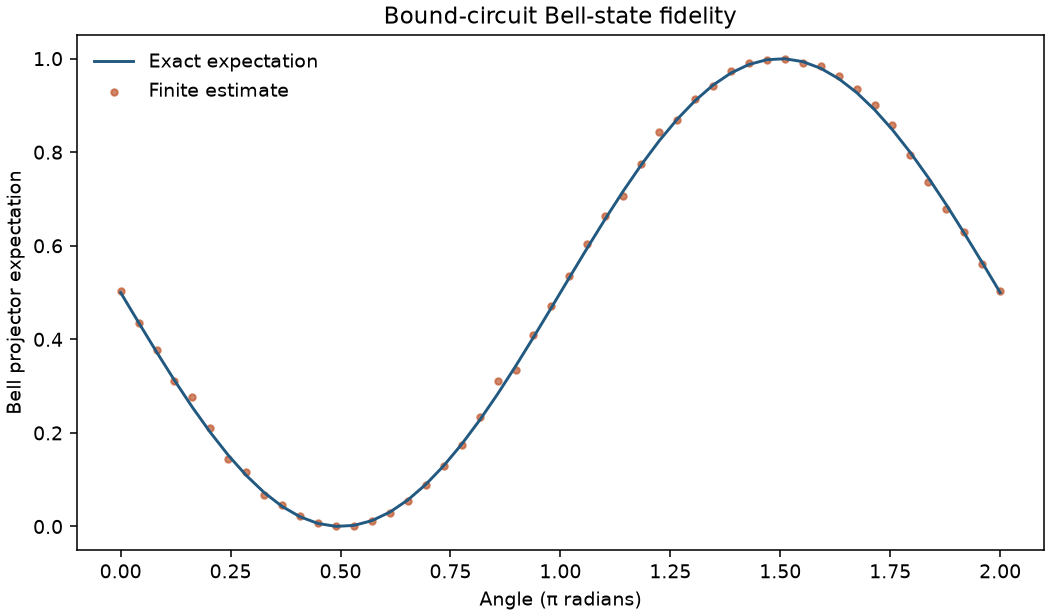 Bound-circuit Bell-state fidelity
Exact expectation
Finite estimate
Bell projector expectation
1.0
0.8
0.6
0.4
0.2
0.0
0.00 0.25 0.50 0.75 1.00 1.25 1.50 1.75 2.00
Angle (π radians)